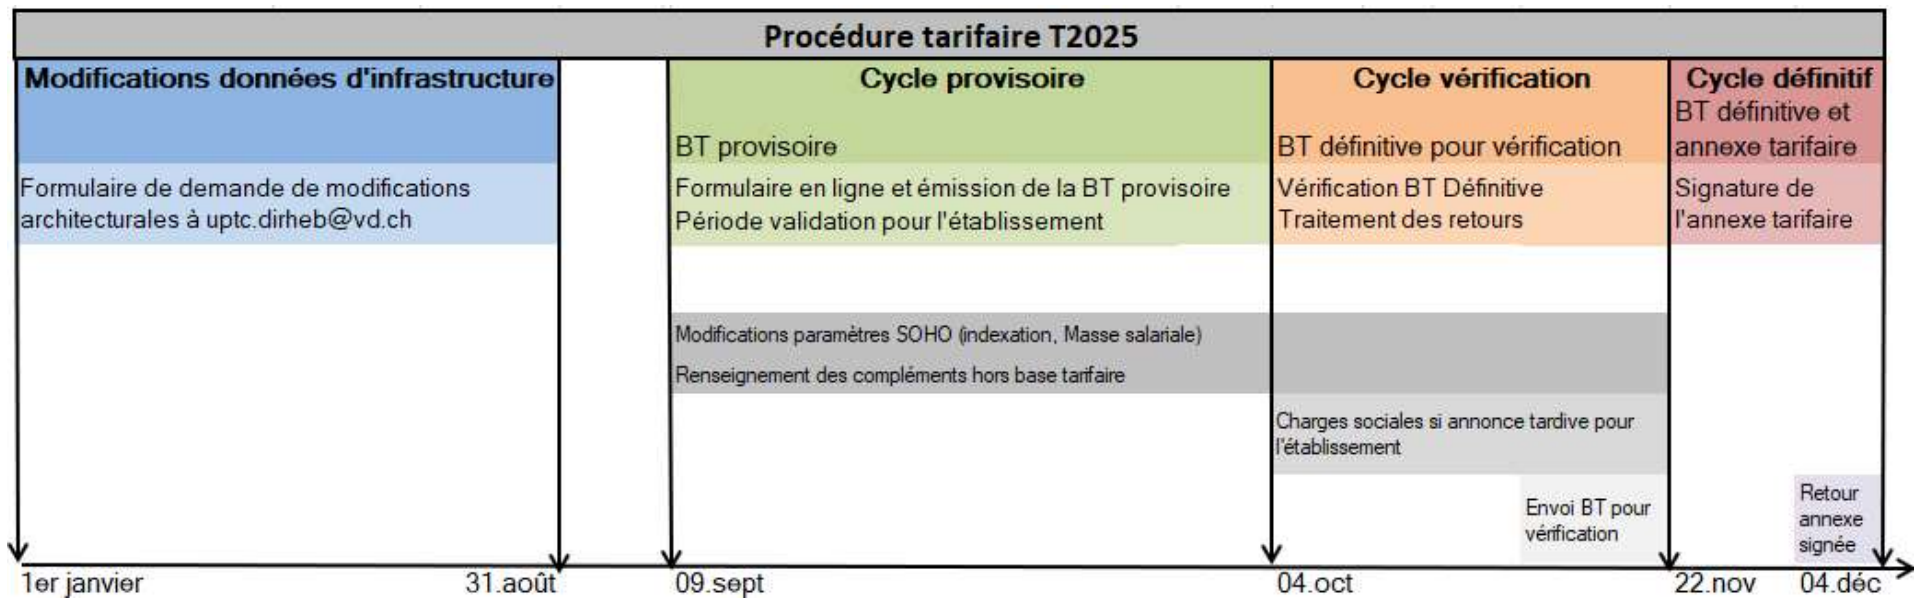 Procédure tarifaire T2025
Modifications données d'infrastructure
Formulaire de demande de modifications
architecturales à uptc.dirheb@vd.ch
Cycle provisoire
BT provisoire
Formulaire en ligne et émission de la BT provisoire
Période validation pour l'établissement
Cycle vérification
BT définitive pour vérification
Vérification BT Définitive
Traitement des retours
Cycle définitif
BT définitive et
annexe tarifaire
Signature de
l'annexe tarifaire
Modifications paramètres SOHO (indexation, Masse salariale)
Renseignement des compléments hors base tarifaire
Charges sociales si annonce tardive pour
l'établissement
Envoi BT pour
vérification
Retour
annexe
signée
1er janvier
31.août
09.sept
04.oct
22.nov
04.déc